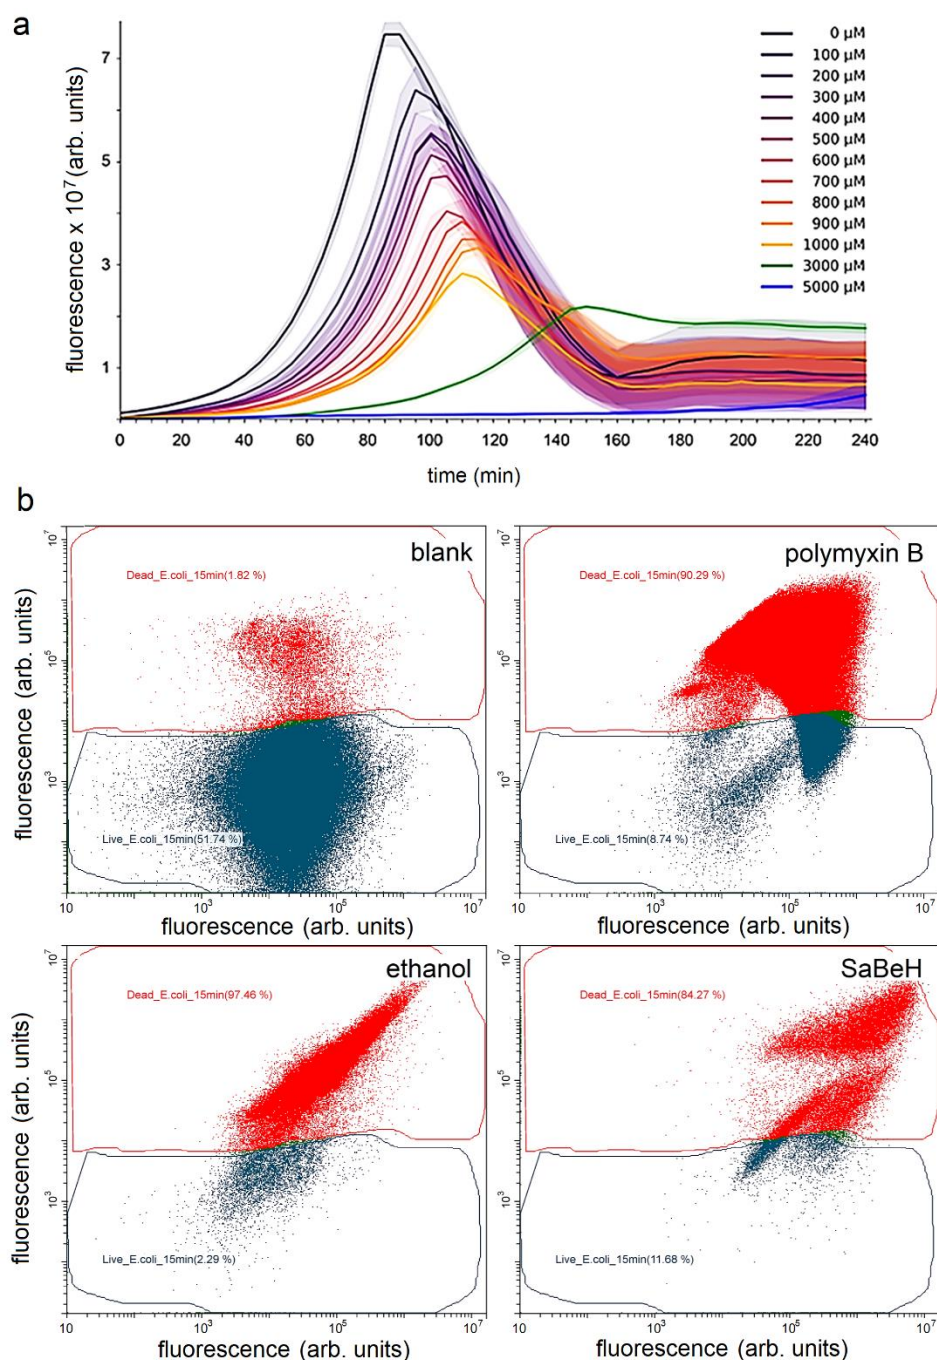 a
fluorescence x 10⁷ (arb. units)
7
5
3
1
0 20 40 60 80 100 120 140 160 180 200 220 240
time (min)
0 µM
100 µM
200 µM
300 µM
400 µM
500 µM
600 µM
700 µM
800 µM
900 µM
1000 µM
3000 µM
5000 µM
b
blank
Dead_E.coli_15min(1.82 %)
Live_E.coli_15min(51.74 %)
fluorescence (arb. units)
10⁷
10⁵
10³
10 10³ 10⁵ 10⁷
fluorescence (arb. units)
polymyxin B
Dead_E.coli_15min(90.29 %)
Live_E.coli_15min(8.74 %)
10⁷
10⁵
10³
10 10³ 10⁵ 10⁷
fluorescence (arb. units)
ethanol
Dead_E.coli_15min(97.46 %)
Live_E.coli_15min(2.29 %)
fluorescence (arb. units)
10⁷
10⁵
10³
10 10³ 10⁵ 10⁷
fluorescence (arb. units)
SaBeH
Dead_E.coli_15min(84.27 %)
Live_E.coli_15min(11.68 %)
10⁷
10⁵
10³
10 10³ 10⁵ 10⁷
fluorescence (arb. units)